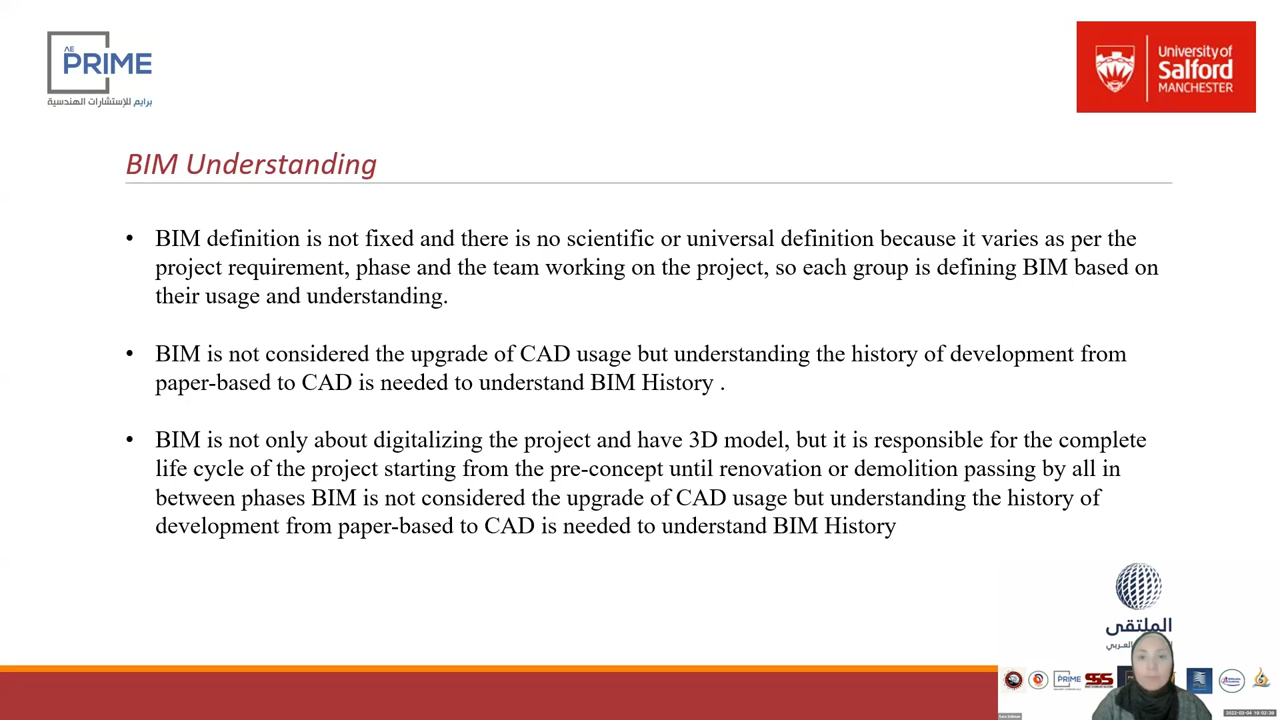 AE
PRIME
برايم للإستشارات الهندسية
University of
Salford
MANCHESTER
BIM Understanding
• BIM definition is not fixed and there is no scientific or universal definition because it varies as per the
project requirement, phase and the team working on the project, so each group is defining BIM based on
their usage and understanding.
• BIM is not considered the upgrade of CAD usage but understanding the history of development from
paper-based to CAD is needed to understand BIM History .
• BIM is not only about digitalizing the project and have 3D model, but it is responsible for the complete
life cycle of the project starting from the pre-concept until renovation or demolition passing by all in
between phases BIM is not considered the upgrade of CAD usage but understanding the history of
development from paper-based to CAD is needed to understand BIM History
الملتقى
PRIME